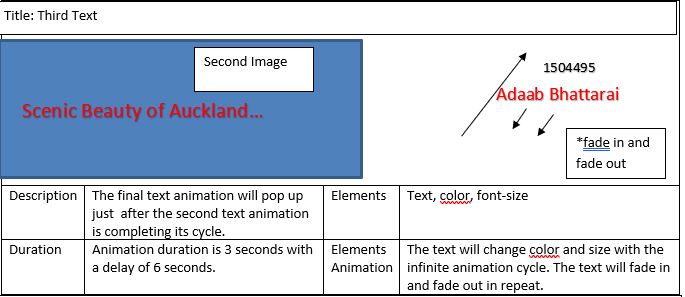 Title: Third Text
Second Image
Scenic Beauty of Auckland...
1504495
Adaab Bhattarai
*fade in and
fade out
Description
The final text animation will pop up
just after the second text animation
is completing its cycle.
Elements
Text, color, font-size
Duration
Animation duration is 3 seconds with
a delay of 6 seconds.
Elements
Animation
The text will change color and size with the
infinite animation cycle. The text will fade in
and fade out in repeat.